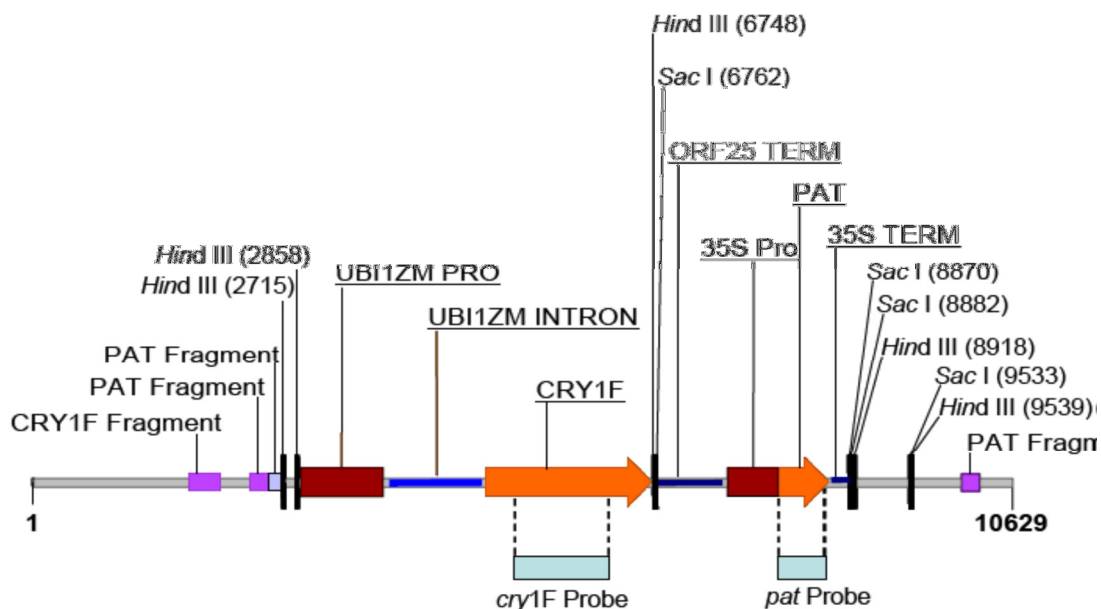 Hind III (6748)
Sac I (6762)
ORF25 TERM
PAT
35S Pro
35S TERM
Hind III (2858)
Hind III (2715)
UBI1ZM PRO
UBI1ZM INTRON
Sac I (8870)
Sac I (8882)
Hind III (8918)
Sac I (9533)
Hind III (9539)
PAT Fragment
PAT Fragment
CRY1F Fragment
CRY1F
PAT Fragm
1
10629
cry1F Probe
pat Probe